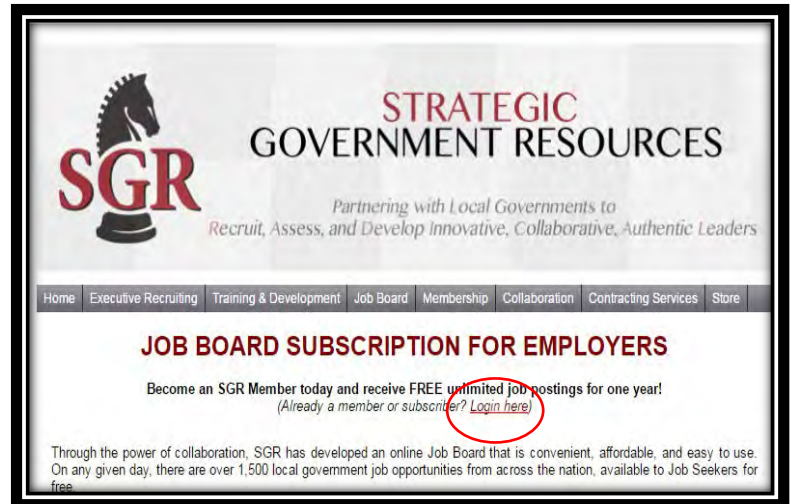 STRATEGIC
GOVERNMENT RESOURCES
SGR
Partnering with Local Governments to
Recruit, Assess, and Develop Innovative, Collaborative, Authentic Leaders
Home Executive Recruiting Training & Development Job Board Membership Collaboration Contracting Services Store
JOB BOARD SUBSCRIPTION FOR EMPLOYERS
Become an SGR Member today and receive FREE unlimited job postings for one year!
(Already a member or subscriber? Login here)
Through the power of collaboration, SGR has developed an online Job Board that is convenient, affordable, and easy to use.
On any given day, there are over 1,500 local government job opportunities from across the nation, available to Job Seekers for
free.